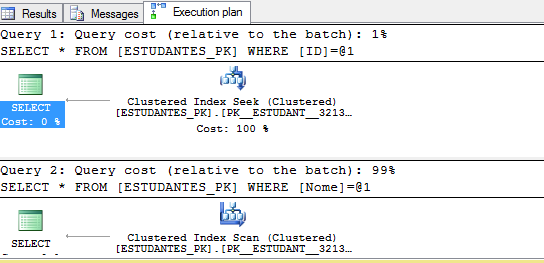 Results Messages Execution plan
Query 1: Query cost (relative to the batch): 1%
SELECT * FROM [ESTUDANTES_PK] WHERE [ID]=@1
SELECT
Cost: 0 %
Clustered Index Seek (Clustered)
[ESTUDANTES_PK].[PK__ESTUDANT__3213…
Cost: 100 %
Query 2: Query cost (relative to the batch): 99%
SELECT * FROM [ESTUDANTES_PK] WHERE [Nome]=@1
SELECT
Clustered Index Scan (Clustered)
[ESTUDANTES_PK].[PK__ESTUDANT__3213…